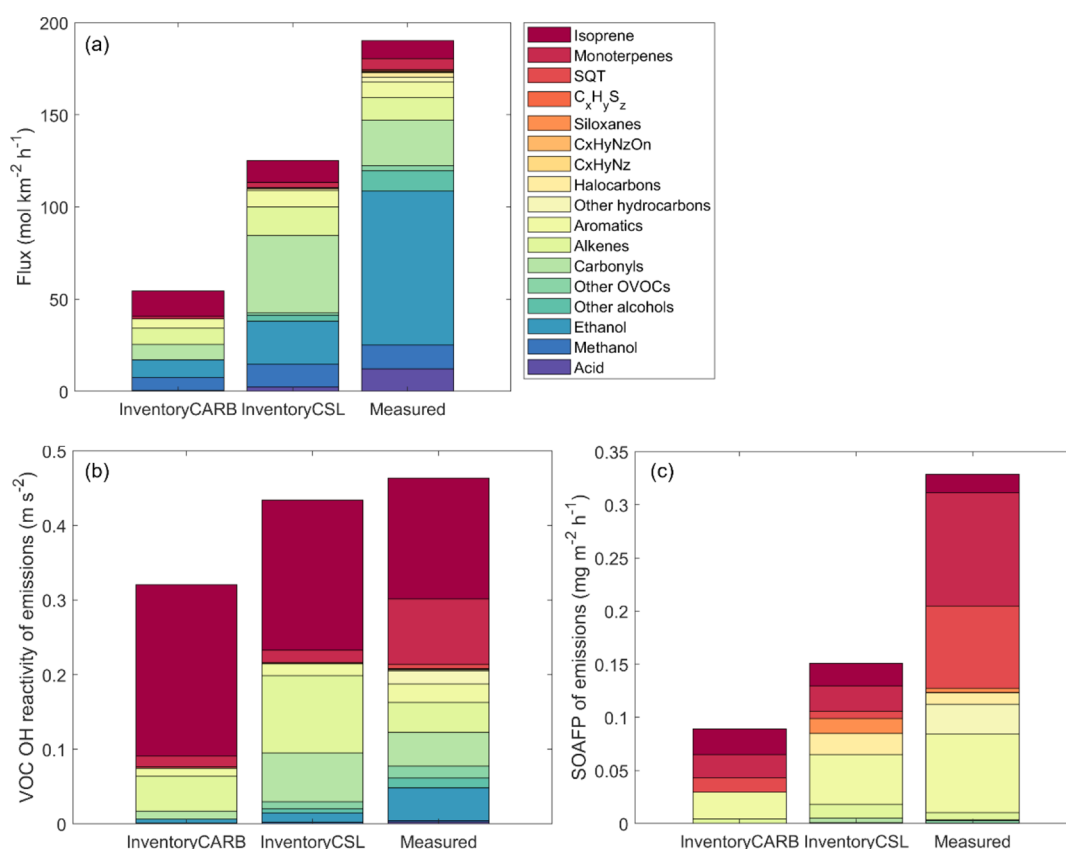 (a)
Flux (mol km⁻² h⁻¹)
200
150
100
50
0
InventoryCARB InventoryCSL Measured
Isoprene
Monoterpenes
SQT
CₓHᵧS_z
Siloxanes
CxHyNzOn
CxHyNz
Halocarbons
Other hydrocarbons
Aromatics
Alkenes
Carbonyls
Other OVOCs
Other alcohols
Ethanol
Methanol
Acid
(b)
VOC OH reactivity of emissions (m s⁻²)
0.5
0.4
0.3
0.2
0.1
0
InventoryCARB InventoryCSL Measured
(c)
SOAFP of emissions (mg m⁻² h⁻¹)
0.35
0.3
0.25
0.2
0.15
0.1
0.05
0
InventoryCARB InventoryCSL Measured